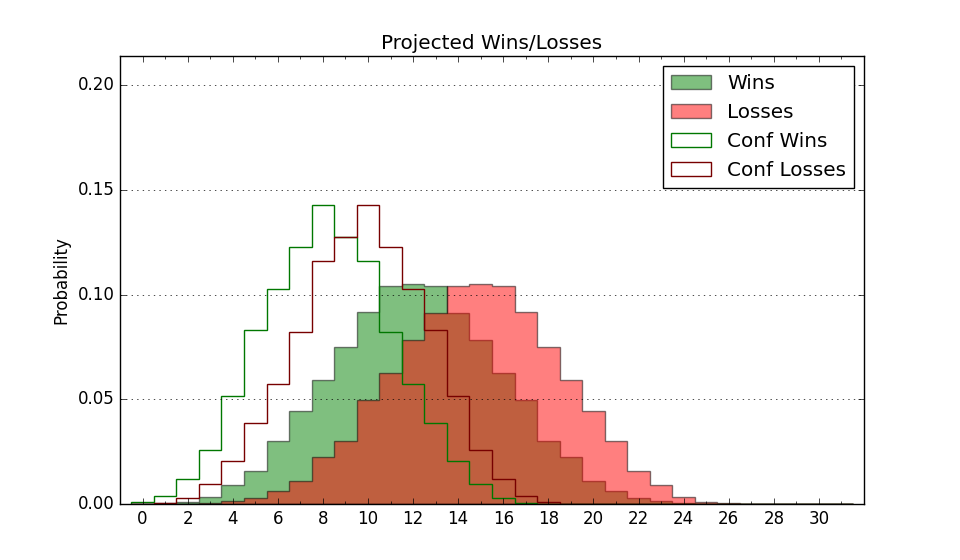 Projected Wins/Losses
Wins
Losses
Conf Wins
Conf Losses
0.20
0.15
0.10
0.05
0.00
Probability
0 2 4 6 8 10 12 14 16 18 20 22 24 26 28 30